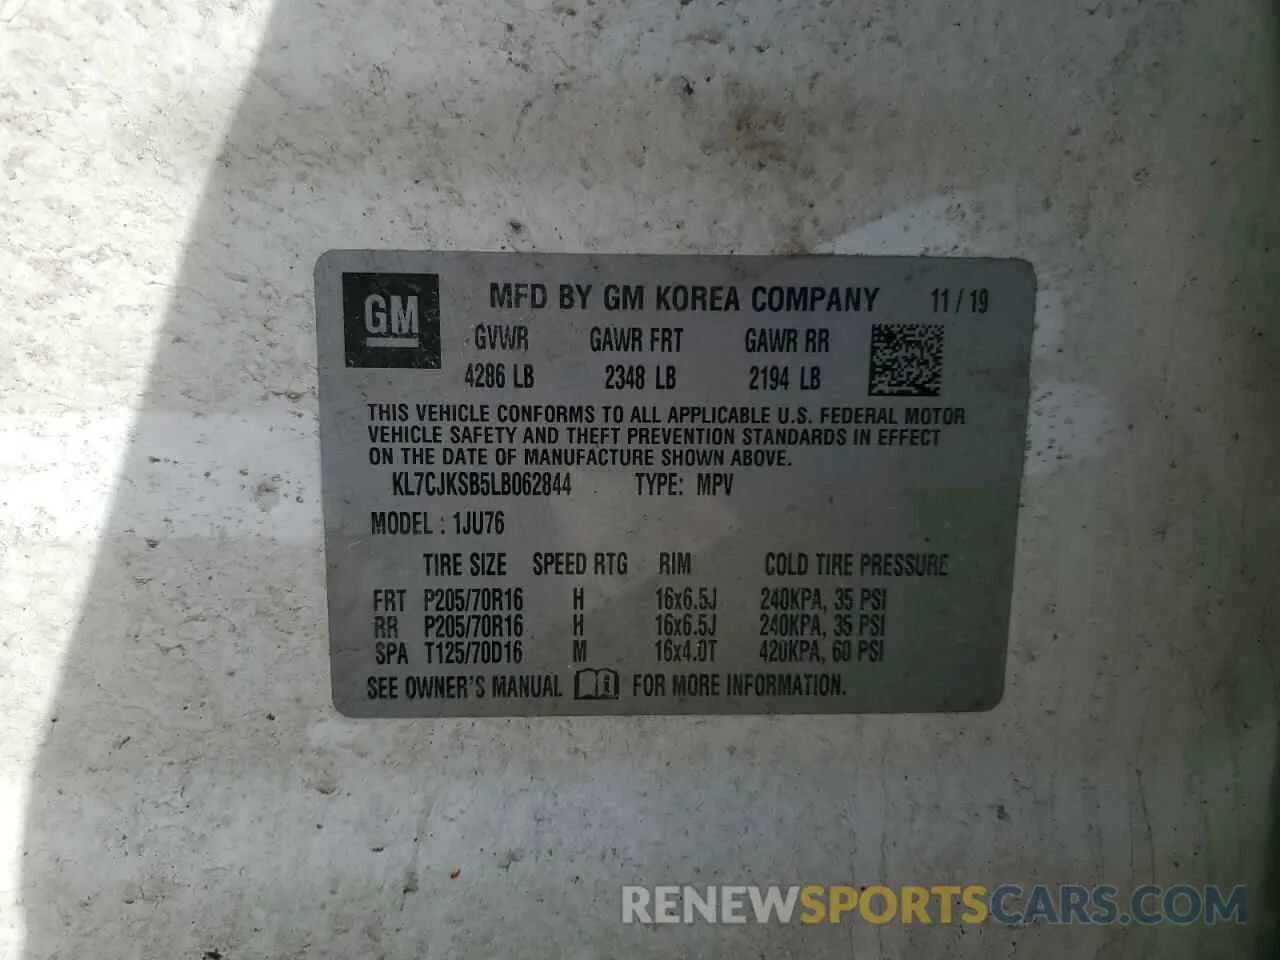 GM
MFD BY GM KOREA COMPANY 11/19
GVWR GAWR FRT GAWR RR
4286 LB 2348 LB 2194 LB
THIS VEHICLE CONFORMS TO ALL APPLICABLE U.S. FEDERAL MOTOR
VEHICLE SAFETY AND THEFT PREVENTION STANDARDS IN EFFECT
ON THE DATE OF MANUFACTURE SHOWN ABOVE.
KL7CJKSB5LB062844 TYPE: MPV
MODEL : 1JU76
TIRE SIZE SPEED RTG RIM COLD TIRE PRESSURE
FRT P205/70R16 H 16x6.5J 240KPA, 35 PSI
RR P205/70R16 H 16x6.5J 240KPA, 35 PSI
SPA T125/70D16 M 16x4.0T 420KPA, 60 PSI
SEE OWNER'S MANUAL FOR MORE INFORMATION.
RENEWSPORTSCARS.COM